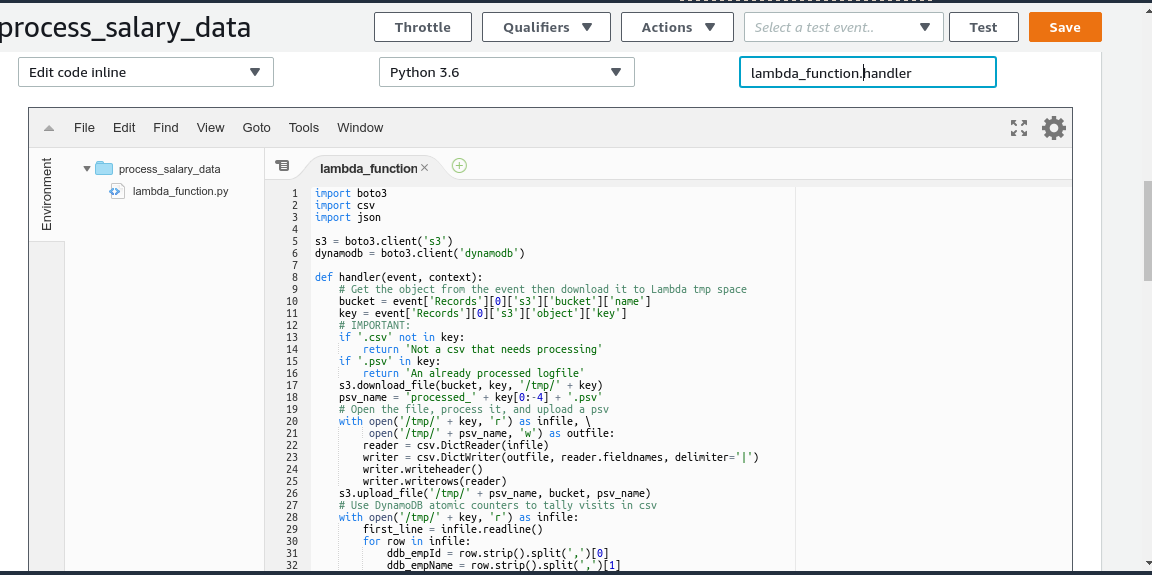 process_salary_data
Throttle
Qualifiers
Actions
Select a test event..
Test
Save
Edit code inline
Python 3.6
lambda_function.handler
File Edit Find View Goto Tools Window
Environment
process_salary_data
lambda_function.py
lambda_function
1 import boto3
2 import csv
3 import json
4
5 s3 = boto3.client('s3')
6 dynamodb = boto3.client('dynamodb')
7
8 def handler(event, context):
9     # Get the object from the event then download it to Lambda tmp space
10     bucket = event['Records'][0]['s3']['bucket']['name']
11     key = event['Records'][0]['s3']['object']['key']
12     # IMPORTANT:
13     if '.csv' not in key:
14         return 'Not a csv that needs processing'
15     if '.psv' in key:
16         return 'An already processed logfile'
17     s3.download_file(bucket, key, '/tmp/' + key)
18     psv_name = 'processed_' + key[0:-4] + '.psv'
19     # Open the file, process it, and upload a psv
20     with open('/tmp/' + key, 'r') as infile, \
21          open('/tmp/' + psv_name, 'w') as outfile:
22         reader = csv.DictReader(infile)
23         writer = csv.DictWriter(outfile, reader.fieldnames, delimiter='|')
24         writer.writeheader()
25         writer.writerows(reader)
26     s3.upload_file('/tmp/' + psv_name, bucket, psv_name)
27     # Use DynamoDB atomic counters to tally visits in csv
28     with open('/tmp/' + key, 'r') as infile:
29         first_line = infile.readline()
30         for row in infile:
31             ddb_empId = row.strip().split(',')[0]
32             ddb_empName = row.strip().split(',')[1]